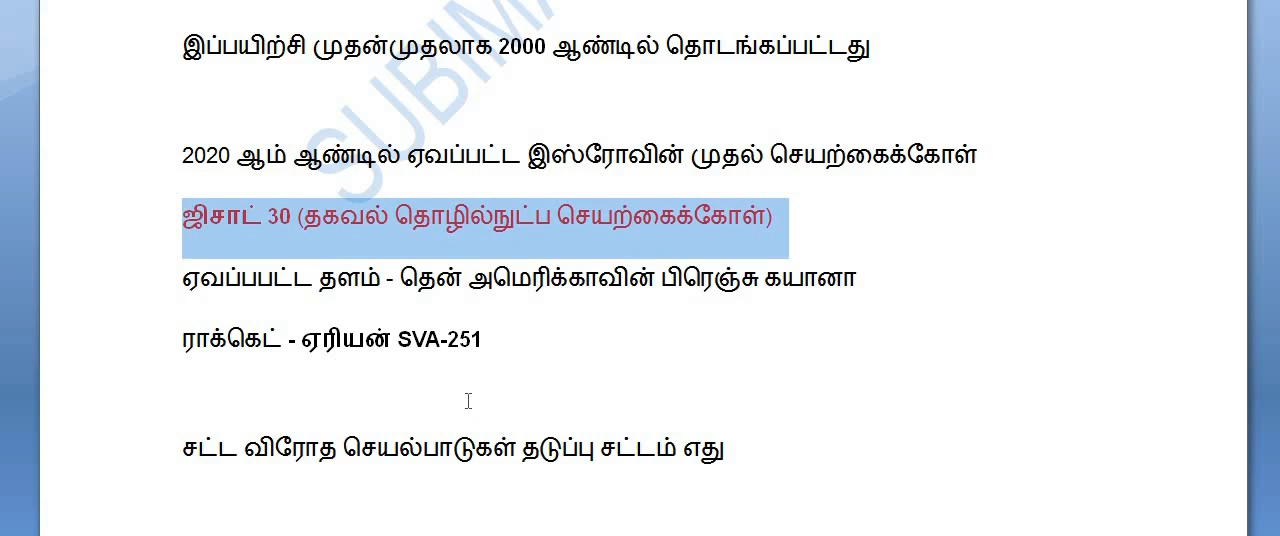 இப்பயிற்சி முதன்முதலாக 2000 ஆண்டில் தொடங்கப்பட்டது
2020 ஆம் ஆண்டில் ஏவப்பட்ட இஸ்ரோவின் முதல் செயற்கைக்கோள்
ஜிசாட் 30 (தகவல் தொழில்நுட்ப செயற்கைக்கோள்)
ஏவப்பபட்ட தளம் - தென் அமெரிக்காவின் பிரெஞ்சு கயானா
ராக்கெட் - ஏரியன் SVA-251
சட்ட விரோத செயல்பாடுகள் தடுப்பு சட்டம் எது